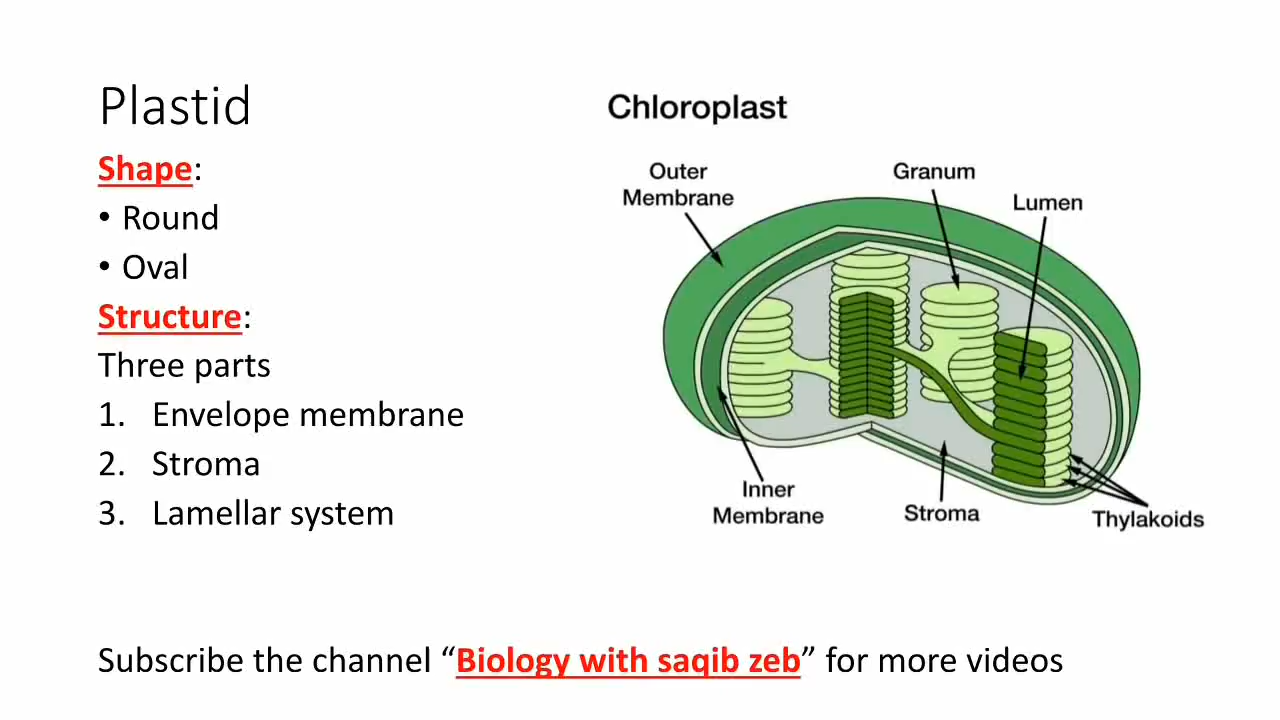 Plastid
Shape:
• Round
• Oval
Structure:
Three parts
1. Envelope membrane
2. Stroma
3. Lamellar system
Chloroplast
Outer
Membrane
Granum
Lumen
Inner
Membrane
Stroma
Thylakoids
Subscribe the channel “Biology with saqib zeb” for more videos